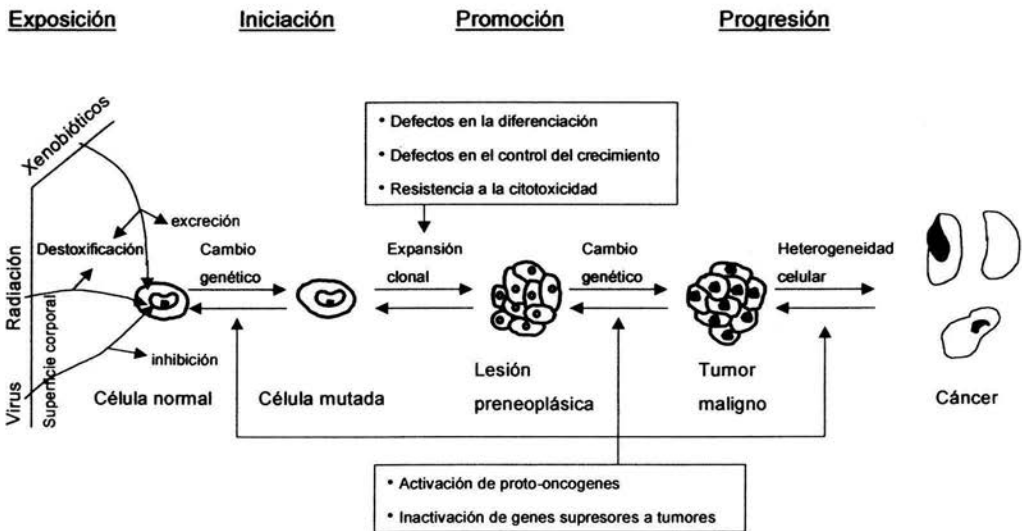 Exposición
Iniciación
Promoción
Progresión
• Defectos en la diferenciación
• Defectos en el control del crecimiento
• Resistencia a la citotoxicidad
Xenobióticos
Radiación
Virus
Superficie corporal
excreción
Destoxificación
inhibición
Cambio
genético
Expansión
clonal
Cambio
genético
Heterogeneidad
celular
Célula normal
Célula mutada
Lesión
preneoplásica
Tumor
maligno
Cáncer
• Activación de proto-oncogenes
• Inactivación de genes supresores a tumores